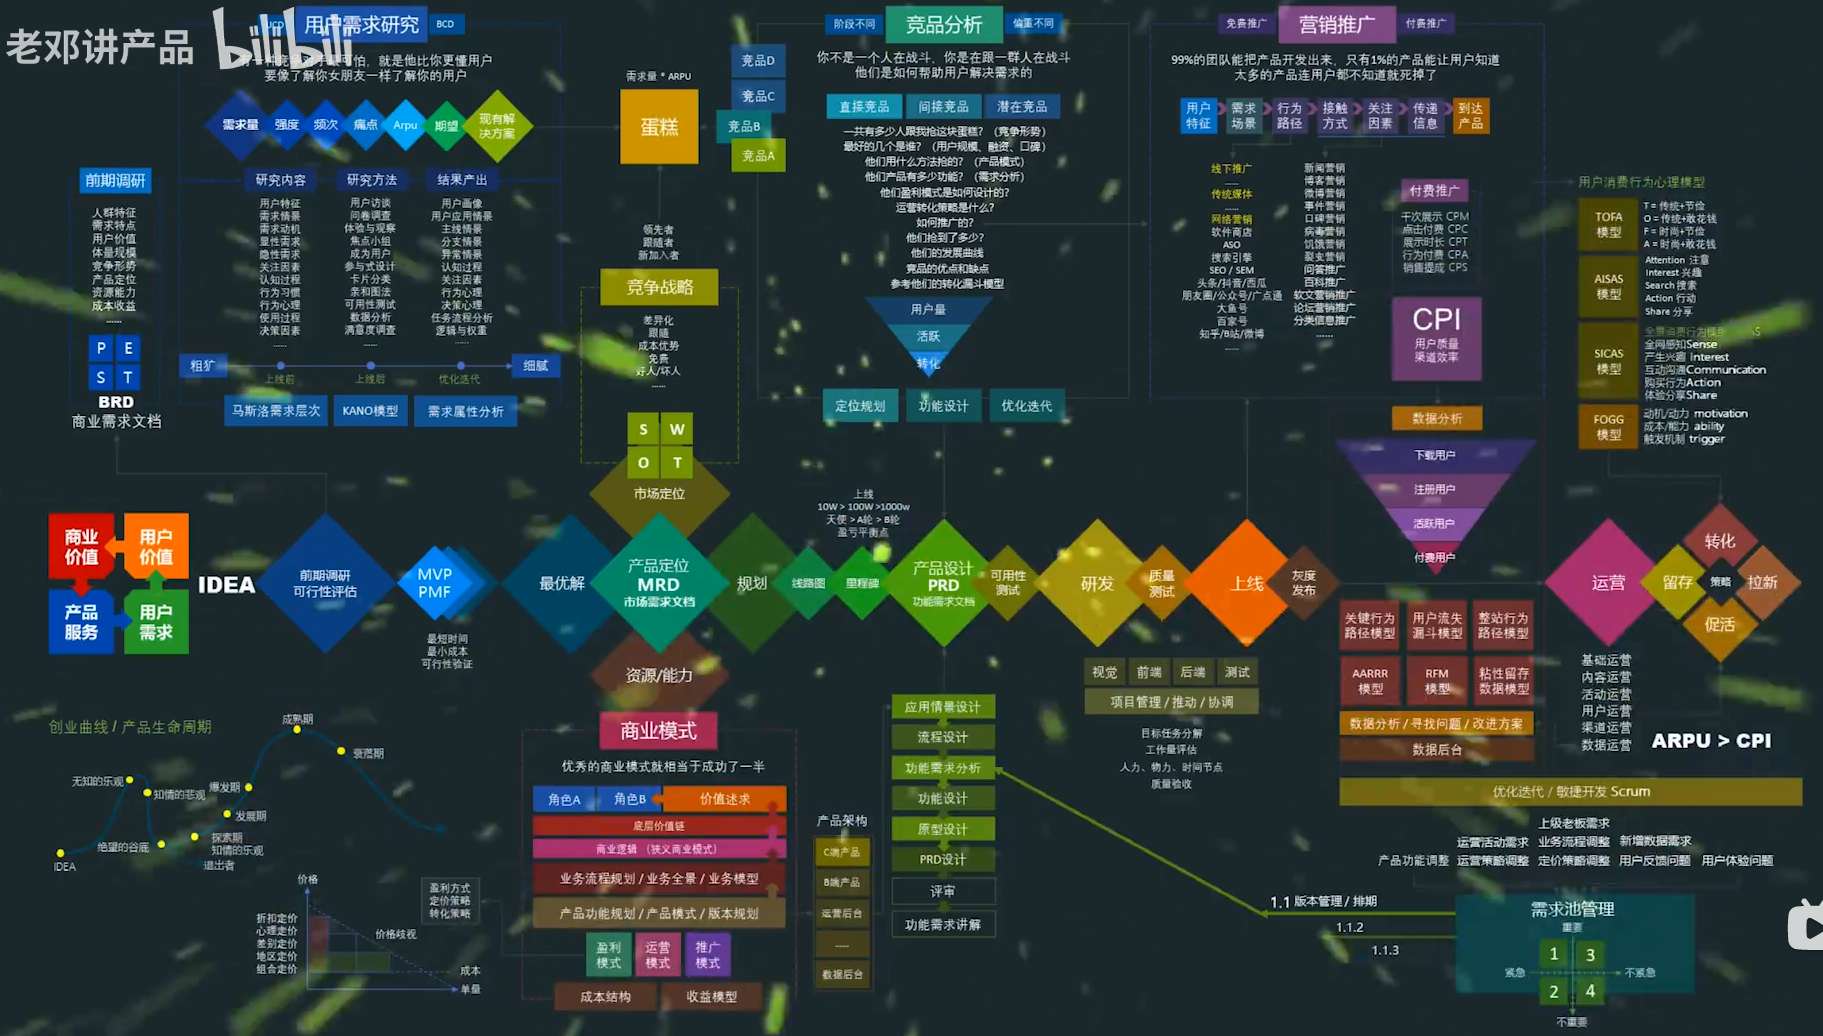 老邓讲产品
bilibili
UCD
用户需求研究
BCD
要像了解你女朋友一样了解你的用户
需求量
强度
频次
痛点
Arpu
期望
现有解
决方案
前期调研
人群特征
需求特点
用户价值
体量规模
竞争形势
产品定位
资源能力
成本收益
......
P E
S T
BRD
商业需求文档
研究内容
用户特征
需求情景
需求动机
显性需求
隐性需求
关注因素
认知过程
行为习惯
行为心理
使用过程
决策因素
......
研究方法
用户访谈
问卷调查
体验与观察
焦点小组
成为用户
参与式设计
卡片分类
亲和图法
可用性测试
数据分析
满意度调查
......
结果产出
用户画像
用户应用情景
主线情景
分支情景
异常情景
认知过程
关注因素
行为心理
决策心理
任务流程分析
逻辑与权重
......
粗犷
上线前
上线后
优化迭代
细腻
马斯洛需求层次
KANO模型
需求属性分析
需求量 * ARPU
蛋糕
竞品D
竞品C
竞品B
竞品A
领先者
跟随者
新加入者
竞争战略
差异化
跟随
成本优势
免费
好人/坏人
......
S W
O T
市场定位
阶段不同
竞品分析
偏重不同
你不是一个人在战斗，你是在跟一群人在战斗
他们是如何帮助用户解决需求的
直接竞品
间接竞品
潜在竞品
一共有多少人跟我抢这块蛋糕？（竞争形势）
最好的几个是谁？（用户规模、融资、口碑）
他们用什么方法抢的？（产品模式）
他们产品有多少功能？（需求分析）
他们盈利模式是如何设计的？
运营转化策略是什么？
如何推广的？
他们抢到了多少？
他们的发展曲线
竞品的优点和缺点
参考他们的转化漏斗模型
用户量
活跃
转化
定位规划
功能设计
优化迭代
免费推广
营销推广
付费推广
99%的团队能把产品开发出来，只有1%的产品能让用户知道
太多的产品连用户都不知道就死掉了
用户
特征
需求
场景
行为
路径
接触
方式
关注
因素
传递
信息
到达
产品
线下推广
......
传统媒体
......
网络营销
软件商店
ASO
搜索引擎
SEO / SEM
头条/抖音/西瓜
朋友圈/公众号/广点通
大鱼号
百家号
知乎/B站/微博
......
新闻营销
博客营销
微博营销
事件营销
口碑营销
病毒营销
饥饿营销
裂变营销
问答推广
百科推广
软文营销推广
论坛营销推广
分类信息推广
......
付费推广
千次展示 CPM
点击付费 CPC
展示时长 CPT
行为付费 CPA
销售提成 CPS
CPI
用户质量
渠道效率
数据分析
下载用户
注册用户
活跃用户
付费用户
用户消费行为心理模型
TOFA
模型
T = 传统+节俭
O = 传统+敢花钱
F = 时尚+节俭
A = 时尚+敢花钱
AISAS
模型
Attention 注意
Interest 兴趣
Search 搜索
Action 行动
Share 分享
SICAS
模型
全网感知Sense
产生兴趣 Interest
互动沟通Communication
购买行为Action
体验分享Share
FOGG
模型
动机/动力 motivation
成本/能力 ability
触发机制 trigger
商业
价值
用户
价值
产品
服务
用户
需求
IDEA
前期调研
可行性评估
MVP
PMF
最短时间
最小成本
可行性验证
最优解
产品定位
MRD
市场需求文档
规划
线路图
里程碑
上线
10W > 100W >1000w
天使 > A轮 > B轮
盈亏平衡点
产品设计
PRD
功能需求文档
可用性
测试
研发
质量
测试
上线
灰度
发布
运营
留存
转化
策略
拉新
促活
资源/能力
视觉
前端
后端
测试
项目管理 / 推动 / 协调
目标任务分解
工作量评估
人力、物力、时间节点
质量验收
关键行为
路径模型
用户流失
漏斗模型
整站行为
路径模型
AARRR
模型
RFM
模型
粘性留存
数据模型
数据分析 / 寻找问题 / 改进方案
数据后台
基础运营
内容运营
活动运营
用户运营
渠道运营
数据运营
ARPU > CPI
优化迭代 / 敏捷开发 Scrum
上级老板需求
运营活动需求 业务流程调整 新增数据需求
产品功能调整 运营策略调整 定价策略调整 用户反馈问题 用户体验问题
需求池管理
重要
紧急
不紧急
不重要
1 3
2 4
1.1 版本管理 / 排期
1.1.2
1.1.3
创业曲线 / 产品生命周期
IDEA
无知的乐观
知情的悲观
绝望的谷底
探索期
知情的乐观
退出者
发展期
爆发期
成熟期
衰落期
价格
折扣定价
心理定价
差别定价
地区定价
组合定价
价格歧视
成本
单量
盈利方式
定价策略
转化策略
商业模式
优秀的商业模式就相当于成功了一半
角色A
角色B
价值述求
底层价值链
商业逻辑 （狭义商业模式）
业务流程规划 / 业务全景 / 业务模型
产品功能规划 / 产品模式 / 版本规划
盈利
模式
运营
模式
推广
模式
成本结构
收益模型
产品架构
C端产品
B端产品
运营后台
......
数据后台
应用情景设计
流程设计
功能需求分析
功能设计
原型设计
PRD设计
评审
功能需求讲解